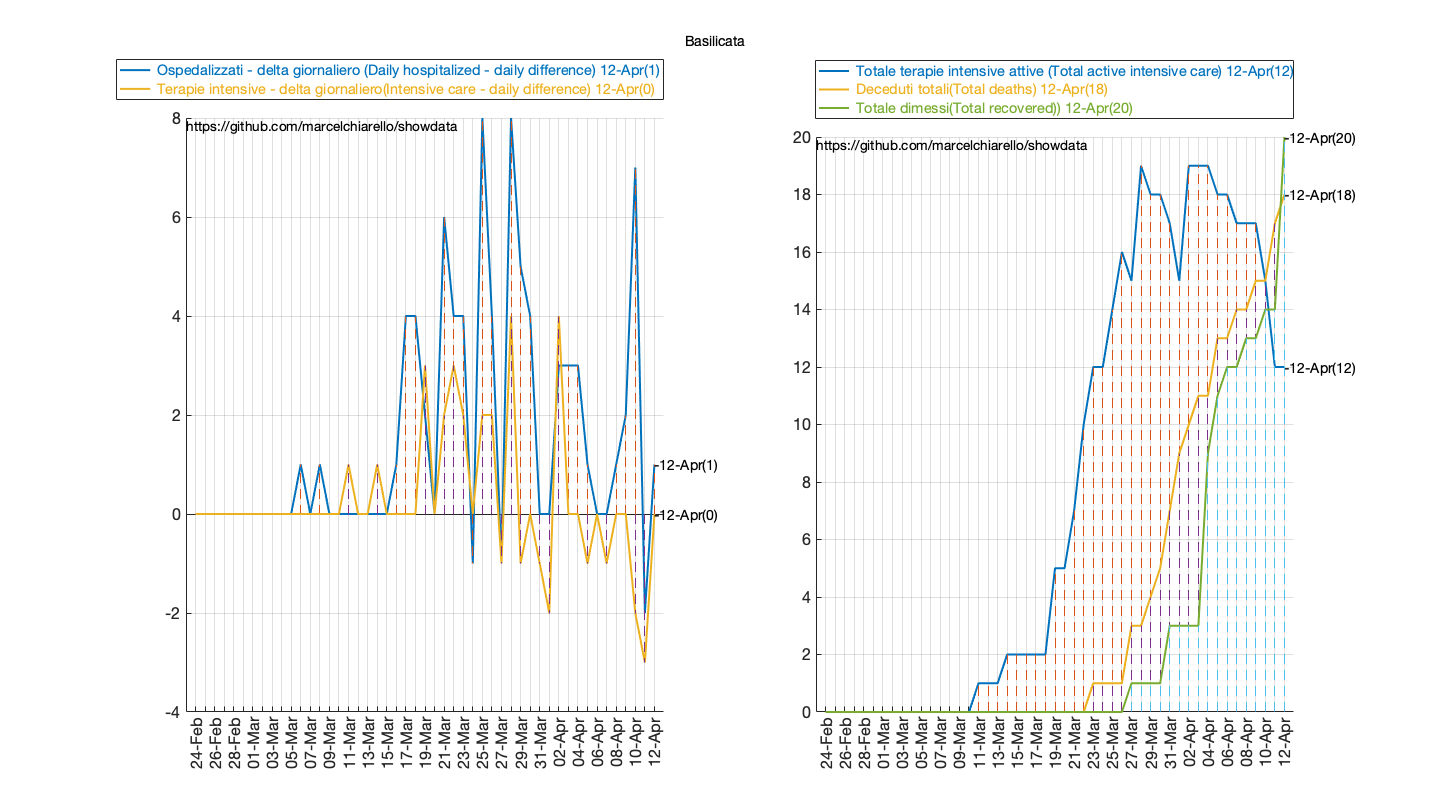 Basilicata
Ospedalizzati - delta giornaliero (Daily hospitalized - daily difference) 12-Apr(1)
Terapie intensive - delta giornaliero(Intensive care - daily difference) 12-Apr(0)
https://github.com/marcelchiarello/showdata
8
6
4
2
0
-2
-4
-12-Apr(1)
-12-Apr(0)
24-Feb
26-Feb
28-Feb
01-Mar
03-Mar
05-Mar
07-Mar
09-Mar
11-Mar
13-Mar
15-Mar
17-Mar
19-Mar
21-Mar
23-Mar
25-Mar
27-Mar
29-Mar
31-Mar
02-Apr
04-Apr
06-Apr
08-Apr
10-Apr
12-Apr
Totale terapie intensive attive (Total active intensive care) 12-Apr(12)
Deceduti totali(Total deaths) 12-Apr(18)
Totale dimessi(Total recovered)) 12-Apr(20)
https://github.com/marcelchiarello/showdata
20
18
16
14
12
10
8
6
4
2
0
-12-Apr(20)
-12-Apr(18)
-12-Apr(12)
24-Feb
26-Feb
28-Feb
01-Mar
03-Mar
05-Mar
07-Mar
09-Mar
11-Mar
13-Mar
15-Mar
17-Mar
19-Mar
21-Mar
23-Mar
25-Mar
27-Mar
29-Mar
31-Mar
02-Apr
04-Apr
06-Apr
08-Apr
10-Apr
12-Apr